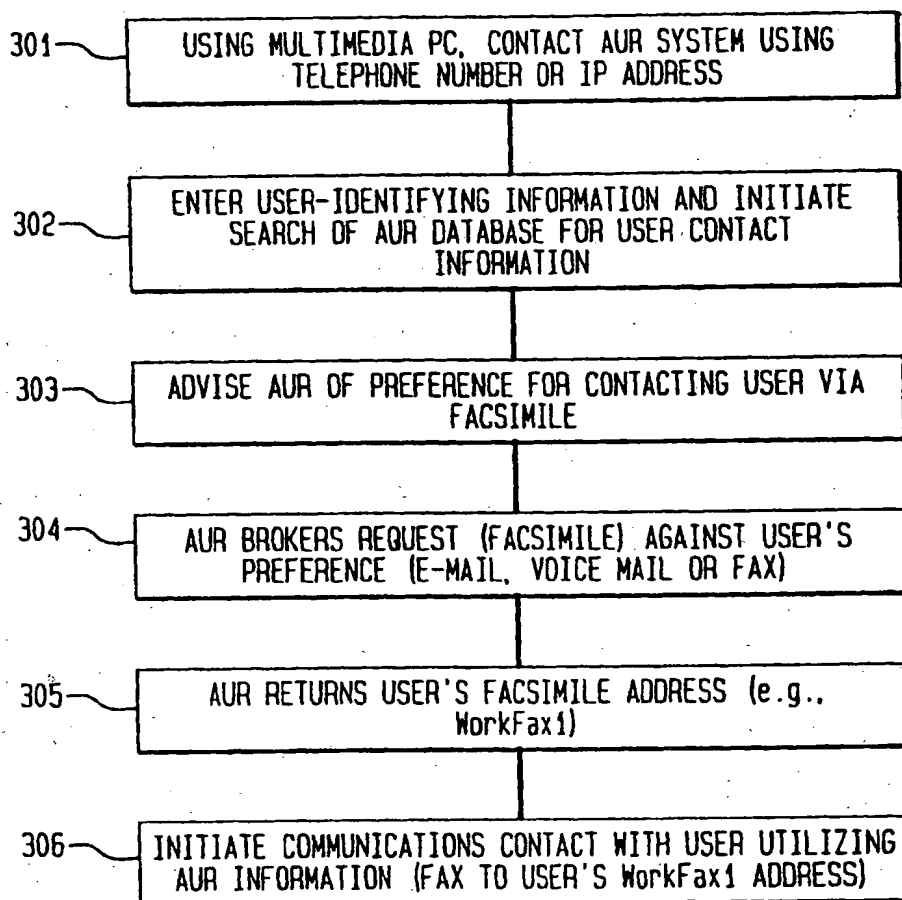 301
USING MULTIMEDIA PC, CONTACT AUR SYSTEM USING
TELEPHONE NUMBER OR IP ADDRESS
302
ENTER USER-IDENTIFYING INFORMATION AND INITIATE
SEARCH OF AUR DATABASE FOR USER CONTACT
INFORMATION
303
ADVISE AUR OF PREFERENCE FOR CONTACTING USER VIA
FACSIMILE
304
AUR BROKERS REQUEST (FACSIMILE) AGAINST USER'S
PREFERENCE (E-MAIL, VOICE MAIL OR FAX)
305
AUR RETURNS USER'S FACSIMILE ADDRESS (e.g.,
WorkFax1)
306
INITIATE COMMUNICATIONS CONTACT WITH USER UTILIZING
AUR INFORMATION (FAX TO USER'S WorkFax1 ADDRESS)